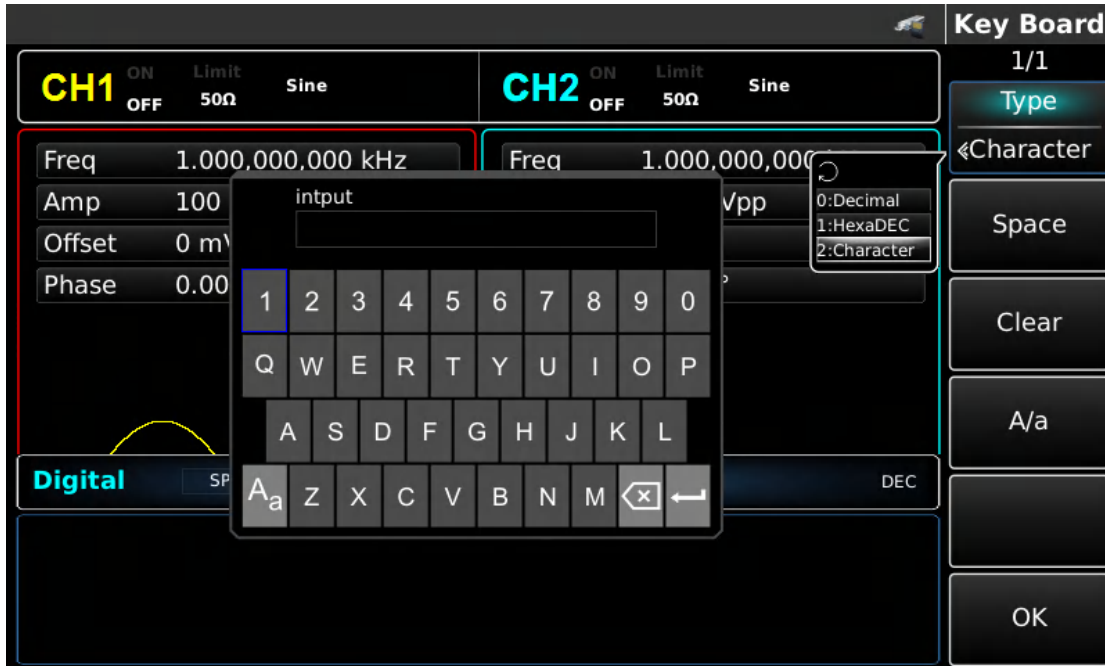 Key Board
1/1
CH1 ON OFF Limit 50Ω Sine
CH2 ON OFF Limit 50Ω Sine
Type
«Character
Freq 1.000,000,000 kHz
Freq 1.000,000,000
Amp 100
Vpp
Offset 0 m
Phase 0.00
°
0:Decimal
1:HexaDEC
2:Character
intput
1 2 3 4 5 6 7 8 9 0
Q W E R T Y U I O P
A S D F G H J K L
Aa Z X C V B N M
Space
Clear
A/a
Digital SP DEC
OK